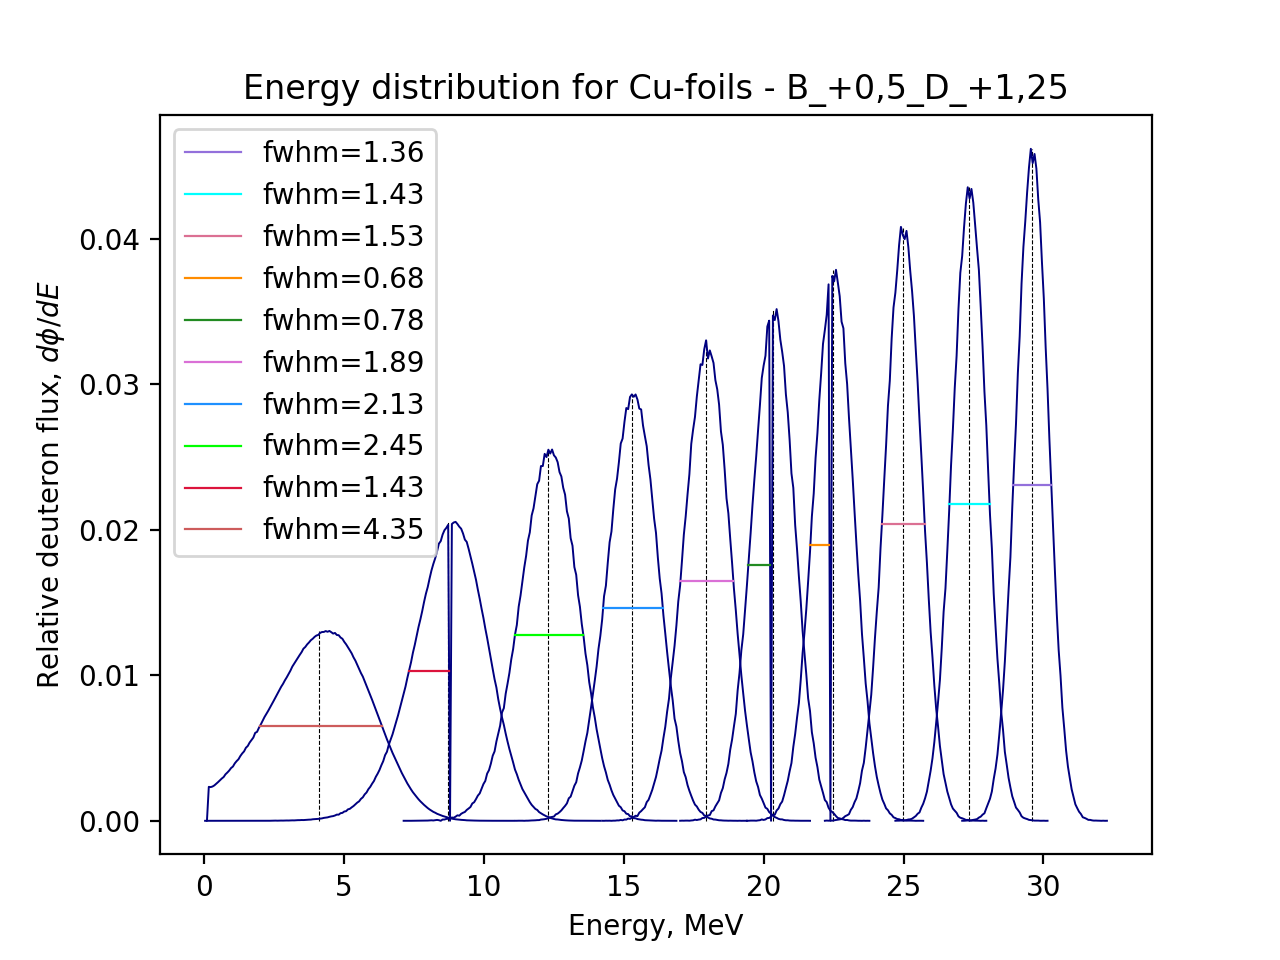 Energy distribution for Cu-foils - B_+0,5_D_+1,25
fwhm=1.36
fwhm=1.43
fwhm=1.53
fwhm=0.68
fwhm=0.78
fwhm=1.89
fwhm=2.13
fwhm=2.45
fwhm=1.43
fwhm=4.35
Relative deuteron flux, dϕ/dE
0.04
0.03
0.02
0.01
0.00
0 5 10 15 20 25 30
Energy, MeV